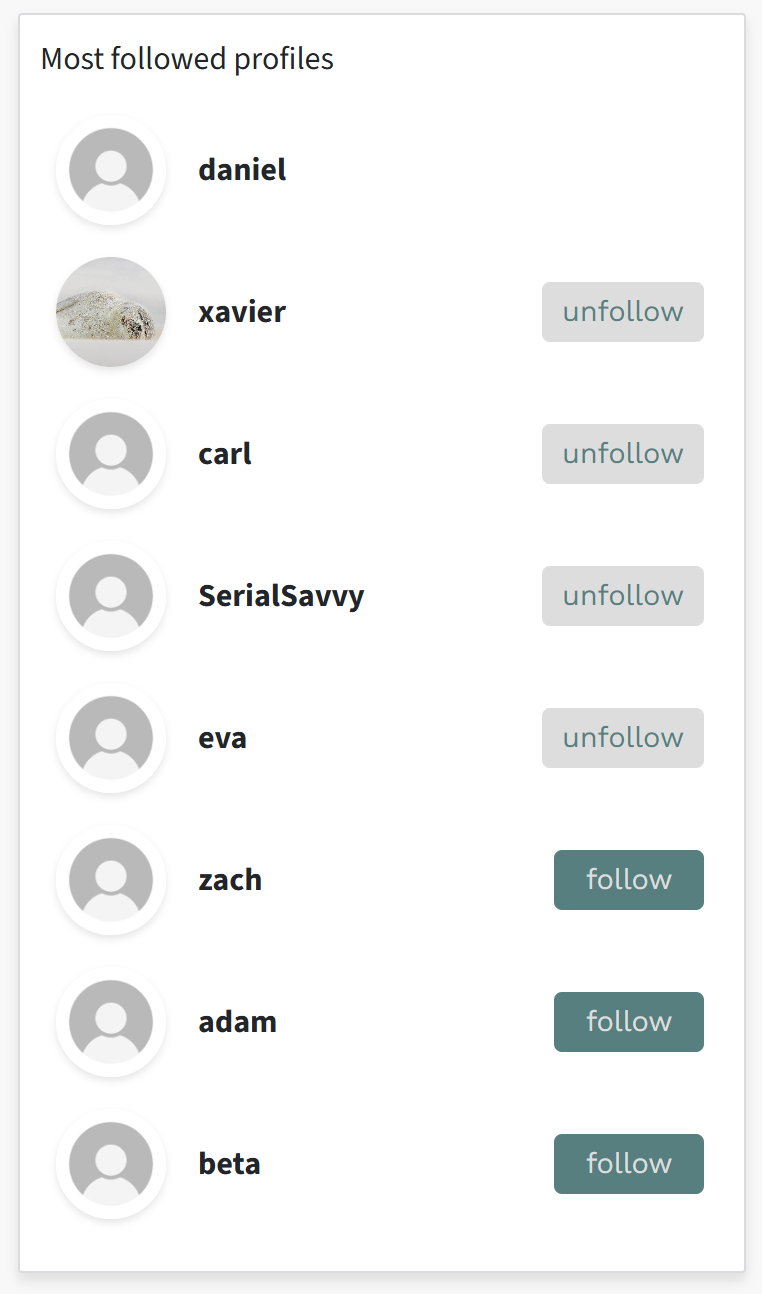 Most followed profiles
daniel
xavier unfollow
carl unfollow
SerialSavvy unfollow
eva unfollow
zach follow
adam follow
beta follow